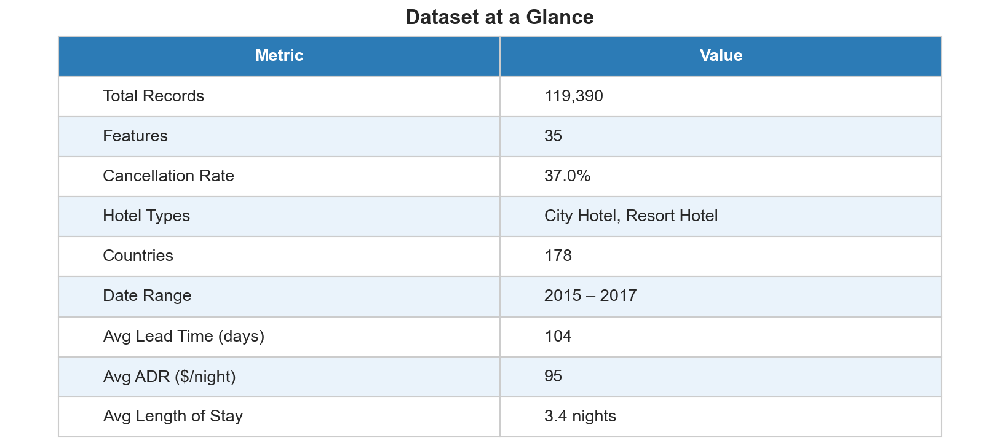 Dataset at a Glance
Metric Value
Total Records 119,390
Features 35
Cancellation Rate 37.0%
Hotel Types City Hotel, Resort Hotel
Countries 178
Date Range 2015 – 2017
Avg Lead Time (days) 104
Avg ADR ($/night) 95
Avg Length of Stay 3.4 nights